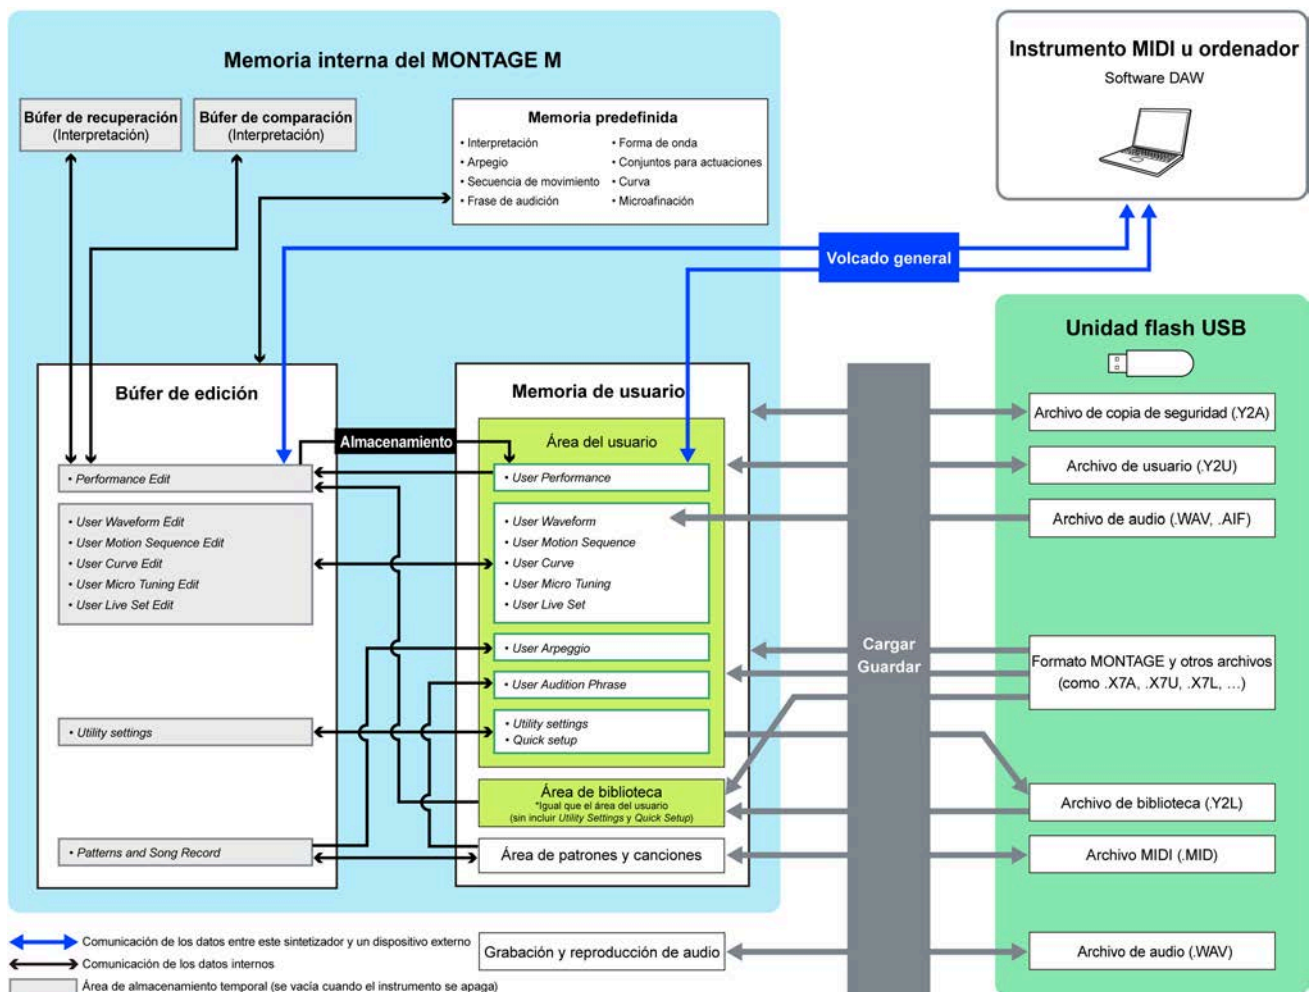 Memoria interna del MONTAGE M
Búfer de recuperación
(Interpretación)
Búfer de comparación
(Interpretación)
Memoria predefinida
• Interpretación
• Arpegio
• Secuencia de movimiento
• Frase de audición
• Forma de onda
• Conjuntos para actuaciones
• Curva
• Microafinación
Instrumento MIDI u ordenador
Software DAW
Volcado general
Búfer de edición
• Performance Edit
• User Waveform Edit
• User Motion Sequence Edit
• User Curve Edit
• User Micro Tuning Edit
• User Live Set Edit
• Utility settings
• Patterns and Song Record
Almacenamiento
Memoria de usuario
Área del usuario
• User Performance
• User Waveform
• User Motion Sequence
• User Curve
• User Micro Tuning
• User Live Set
• User Arpeggio
• User Audition Phrase
• Utility settings
• Quick setup
Área de biblioteca
*Igual que el área del usuario
(sin incluir Utility Settings y Quick Setup)
Área de patrones y canciones
Grabación y reproducción de audio
Cargar
Guardar
Unidad flash USB
Archivo de copia de seguridad (.Y2A)
Archivo de usuario (.Y2U)
Archivo de audio (.WAV, .AIF)
Formato MONTAGE y otros archivos
(como .X7A, .X7U, .X7L, ...)
Archivo de biblioteca (.Y2L)
Archivo MIDI (.MID)
Archivo de audio (.WAV)
Comunicación de los datos entre este sintetizador y un dispositivo externo
Comunicación de los datos internos
Área de almacenamiento temporal (se vacía cuando el instrumento se apaga)